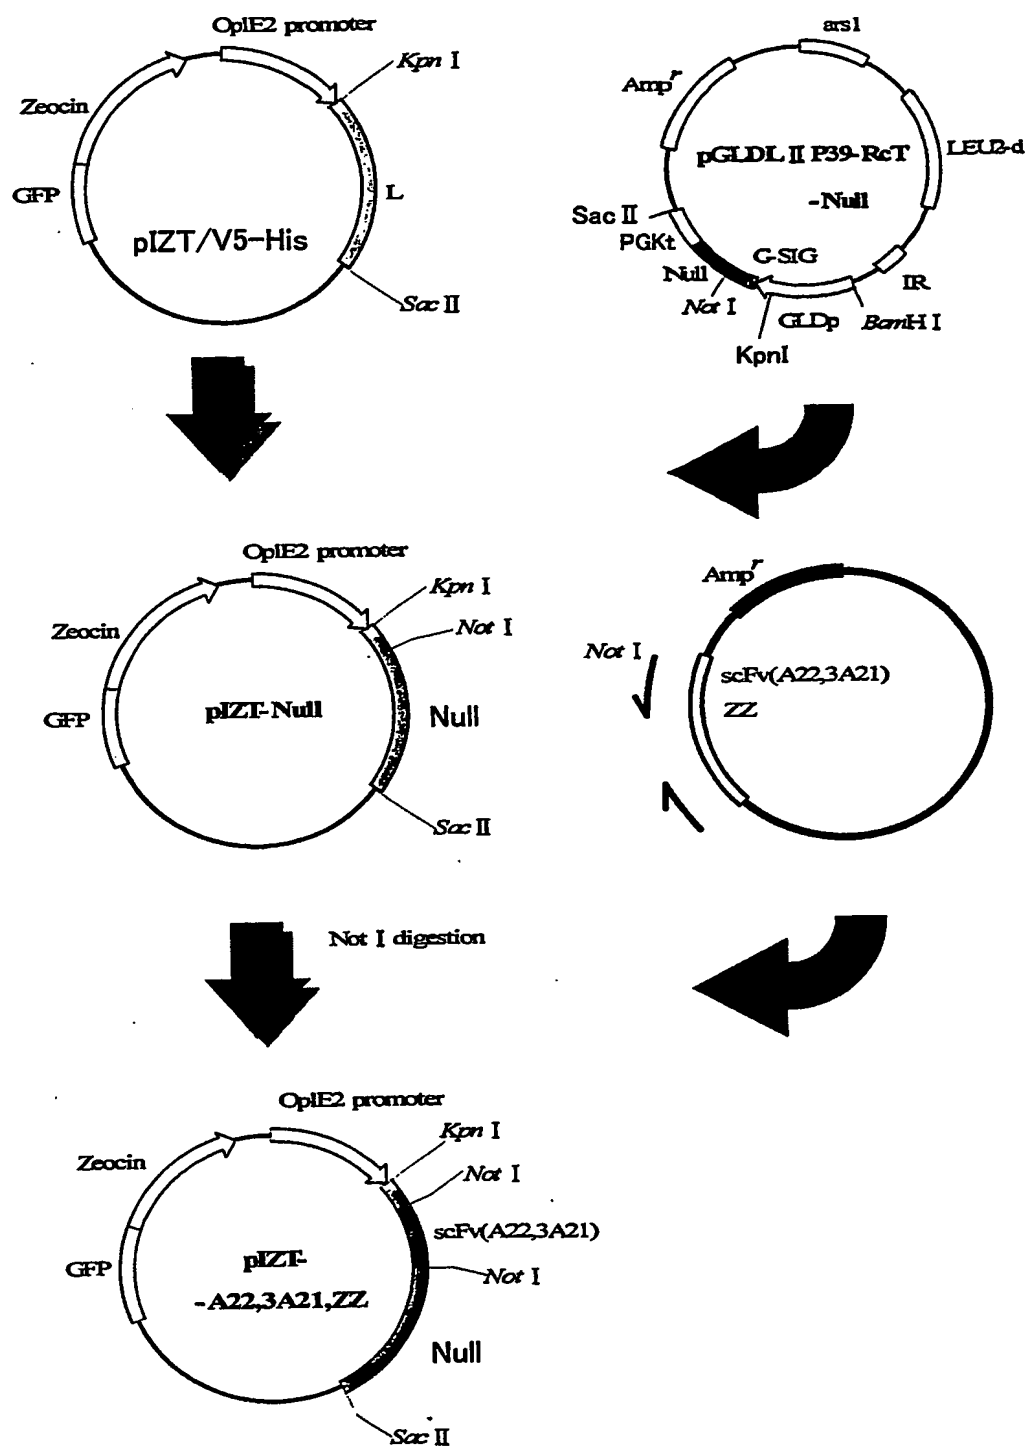 OplE2 promoter
Kpn I
Zeocin
GFP
L
pIZT/V5-His
Sac II
ars1
Amp^r
LEU2-d
pGLDL II P39-RcT
-Null
Sac II
PGKt
G-SIG
Null
IR
Not I
GLDp
BamH I
KpnI
OplE2 promoter
Kpn I
Not I
Zeocin
GFP
pIZT-Null
Null
Sac II
Amp^r
Not I
scFv(A22,3A21)
ZZ
Not I digestion
OplE2 promoter
Kpn I
Not I
Zeocin
scFv(A22,3A21)
GFP
pIZT-
-A22,3A21,ZZ
Not I
Null
Sac II